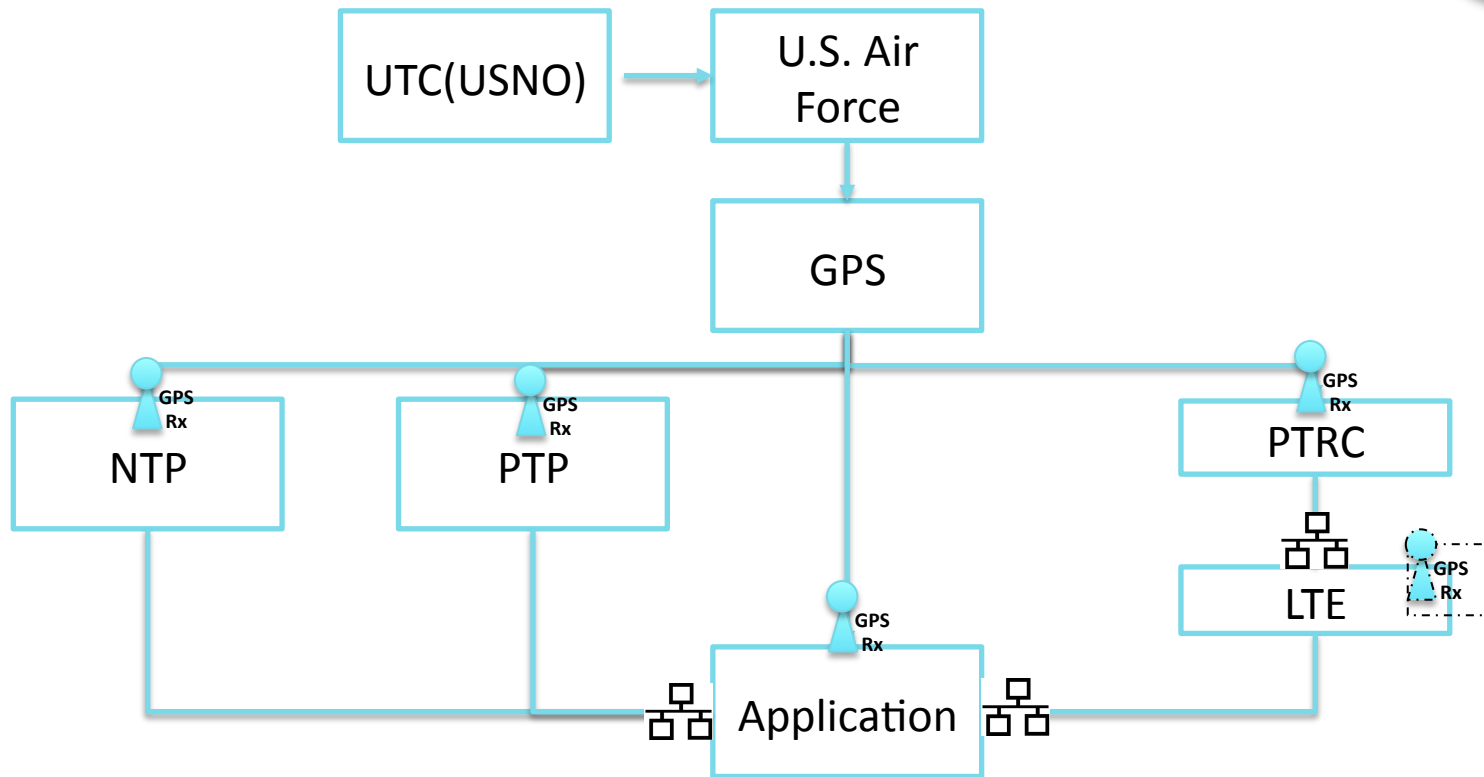 UTC(USNO)
U.S. Air
Force
GPS
GPS
Rx
NTP
GPS
Rx
PTP
GPS
Rx
PTRC
GPS
Rx
LTE
GPS
Rx
Application